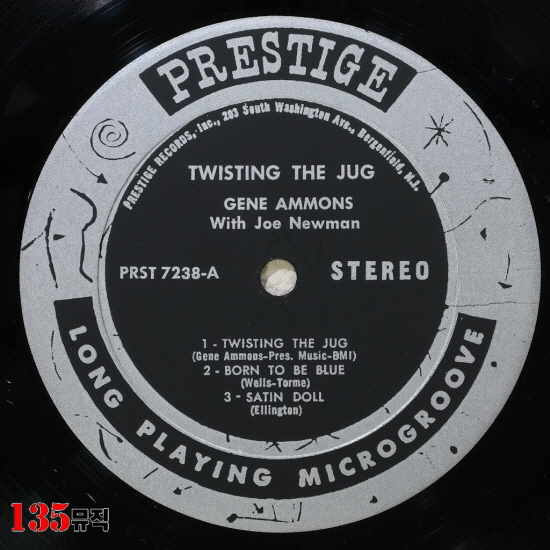 PRESTIGE
PRESTIGE RECORDS, Inc., 203 South Washington Ave., Bergenfield, N.J.
TWISTING THE JUG
GENE AMMONS
With Joe Newman
PRST 7238-A
STEREO
1 - TWISTING THE JUG
(Gene Ammons-Pres. Music-BMI)
2 - BORN TO BE BLUE
(Wells-Torme)
3 - SATIN DOLL
(Ellington)
LONG PLAYING MICROGROOVE
135뮤직